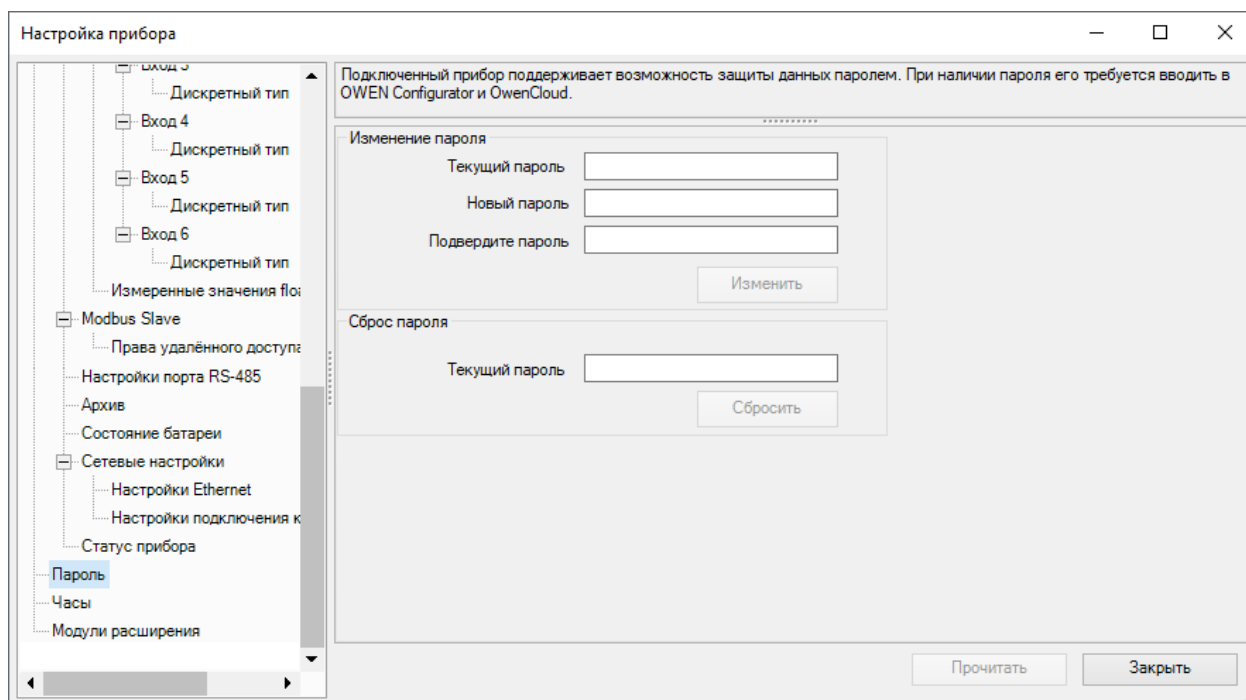 Настройка прибора
Дискретный тип
Вход 4
Дискретный тип
Вход 5
Дискретный тип
Вход 6
Дискретный тип
Измеренные значения floa
Modbus Slave
Права удалённого доступа
Настройки порта RS-485
Архив
Состояние батареи
Сетевые настройки
Настройки Ethernet
Настройки подключения к
Статус прибора
Пароль
Часы
Модули расширения
Подключенный прибор поддерживает возможность защиты данных паролем. При наличии пароля его требуется вводить в
OWEN Configurator и OwenCloud.
Изменение пароля
Текущий пароль
Новый пароль
Подвердите пароль
Изменить
Сброс пароля
Текущий пароль
Сбросить
Прочитать
Закрыть